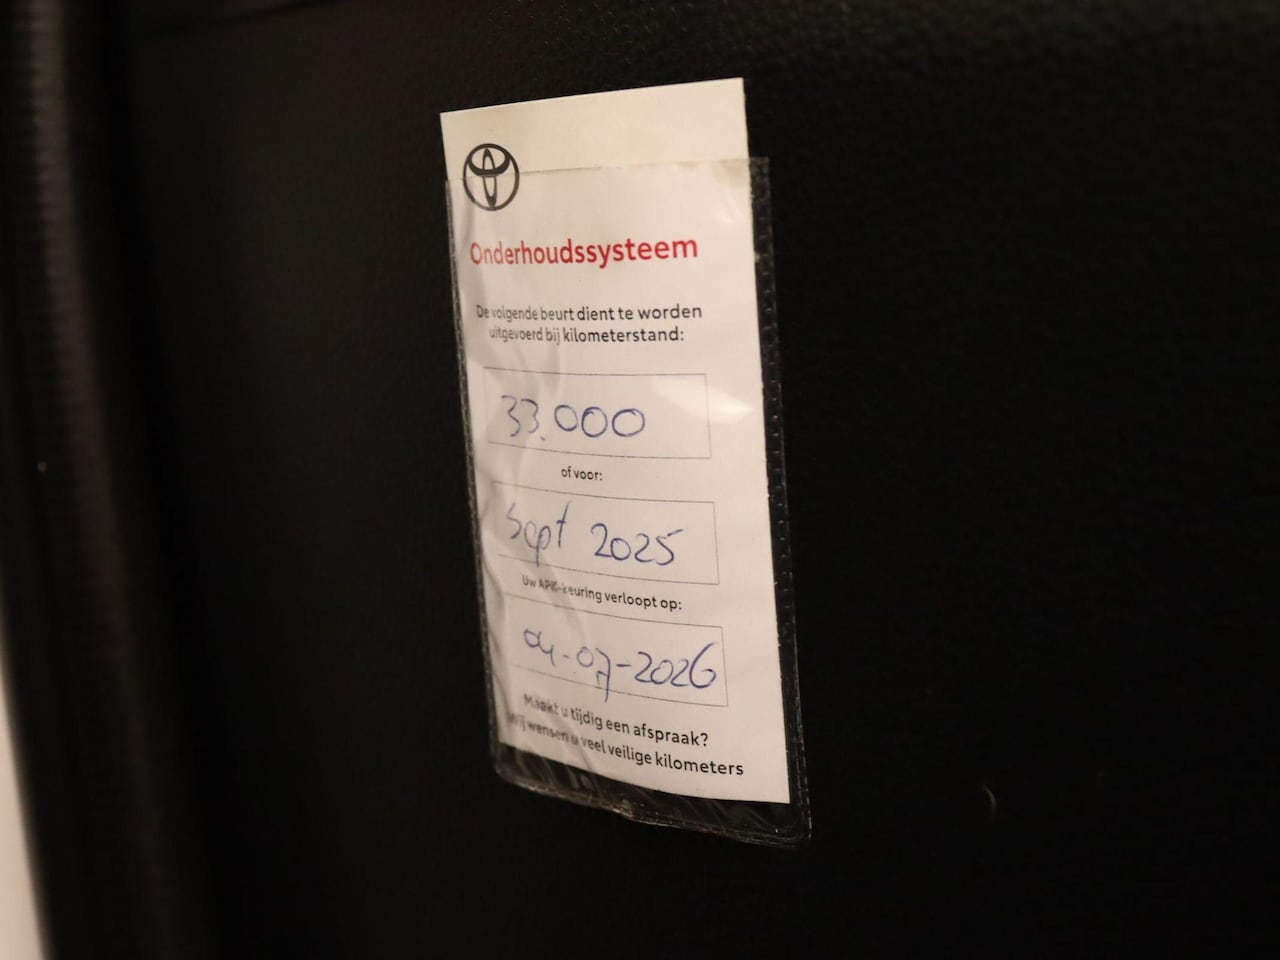 Onderhoudssysteem
De volgende beurt dient te worden
uitgevoerd bij kilometerstand:
33.000
of voor:
Sept 2025
Uw APK-keuring verloopt op:
04-07-2026
Maakt u tijdig een afspraak?
Wij wensen u veel veilige kilometers